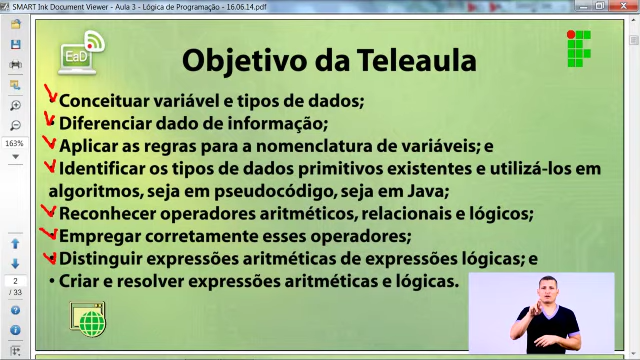 SMART Ink Document Viewer - Aula 3 - Lógica de Programação - 16.06.14.pdf
EaD
Objetivo da Teleaula
• Conceituar variável e tipos de dados;
• Diferenciar dado de informação;
• Aplicar as regras para a nomenclatura de variáveis; e
• Identificar os tipos de dados primitivos existentes e utilizá-los em
algoritmos, seja em pseudocódigo, seja em Java;
• Reconhecer operadores aritméticos, relacionais e lógicos;
• Empregar corretamente esses operadores;
• Distinguir expressões aritméticas de expressões lógicas; e
• Criar e resolver expressões aritméticas e lógicas.
163%
2
/ 33